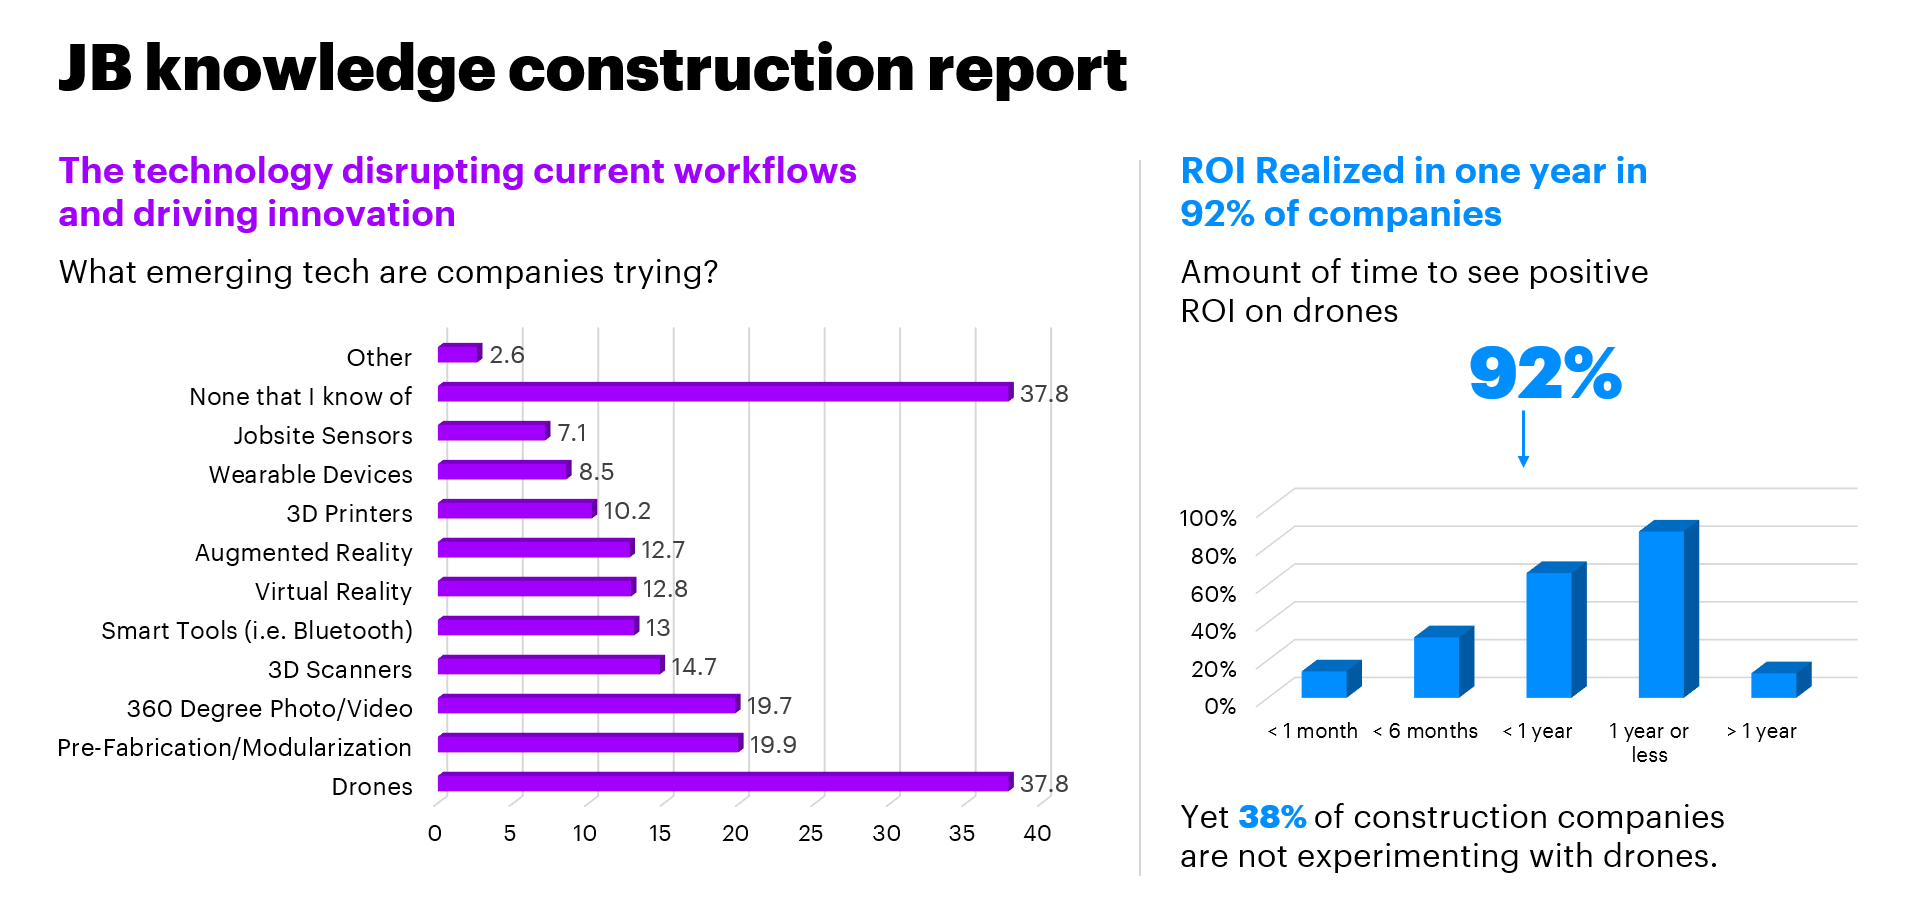 JB knowledge construction report
The technology disrupting current workflows
and driving innovation
What emerging tech are companies trying?
Other 2.6
None that I know of 37.8
Jobsite Sensors 7.1
Wearable Devices 8.5
3D Printers 10.2
Augmented Reality 12.7
Virtual Reality 12.8
Smart Tools (i.e. Bluetooth) 13
3D Scanners 14.7
360 Degree Photo/Video 19.7
Pre-Fabrication/Modularization 19.9
Drones 37.8
0 5 10 15 20 25 30 35 40
ROI Realized in one year in
92% of companies
Amount of time to see positive
ROI on drones
92%
100%
80%
60%
40%
20%
0%
< 1 month < 6 months < 1 year 1 year or > 1 year
less
Yet 38% of construction companies
are not experimenting with drones.